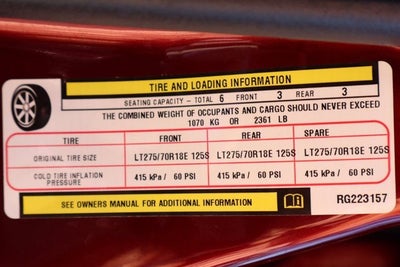 TIRE AND LOADING INFORMATION
SEATING CAPACITY - TOTAL 6 FRONT 3 REAR 3
THE COMBINED WEIGHT OF OCCUPANTS AND CARGO SHOULD NEVER EXCEED
1070 KG OR 2361 LB
TIRE FRONT REAR SPARE
ORIGINAL TIRE SIZE LT275/70R18E 125S LT275/70R18E 125S LT275/70R18E 125S
COLD TIRE INFLATION PRESSURE 415 kPa / 60 PSI 415 kPa / 60 PSI 415 kPa / 60 PSI
SEE OWNERS MANUAL FOR ADDITIONAL INFORMATION RG223157